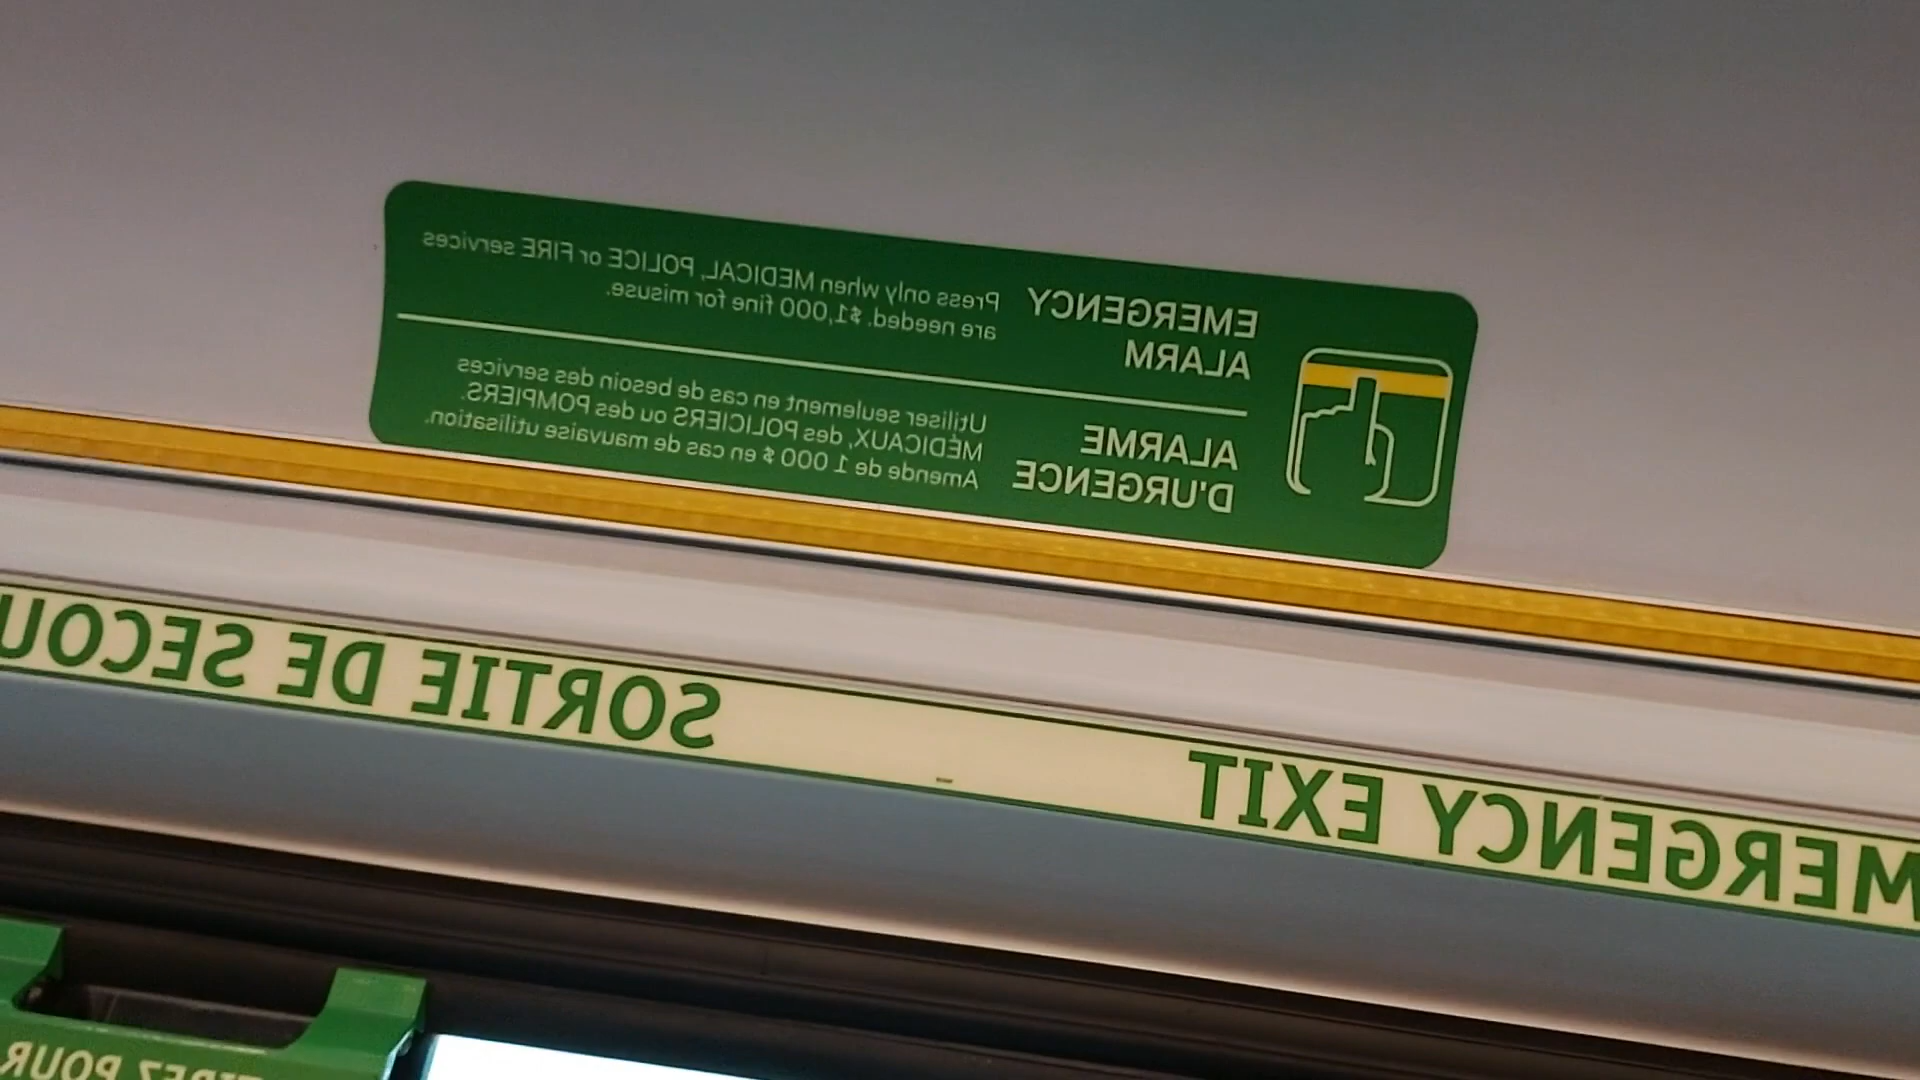 EMERGENCY
ALARM
Press only when MEDICAL, POLICE or FIRE services
are needed. $1,000 fine for misuse.
ALARME
D'URGENCE
Utiliser seulement en cas de besoin des services
MÉDICAUX, des POLICIERS ou des POMPIERS.
Amende de 1 000 $ en cas de mauvaise utilisation.
MERGENCY EXIT
SORTIE DE SECOU
TIREZ POUR